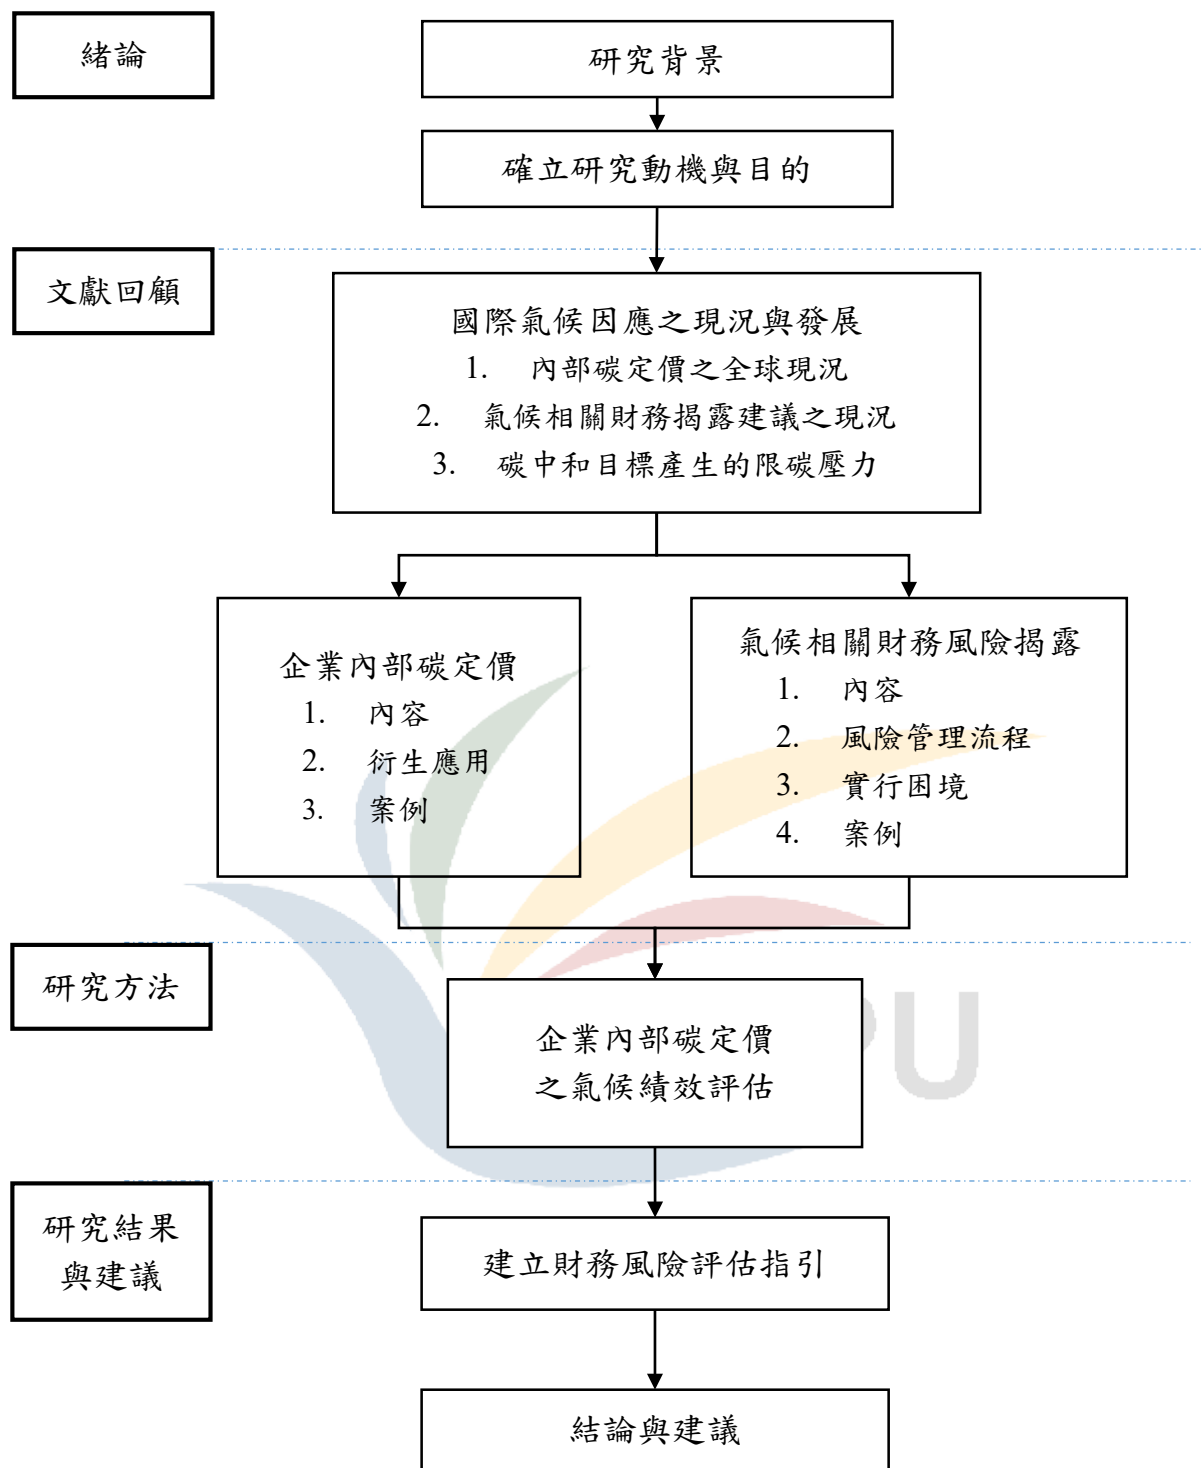 緒論
研究背景
確立研究動機與目的
文獻回顧
國際氣候因應之現況與發展
1. 內部碳定價之全球現況
2. 氣候相關財務揭露建議之現況
3. 碳中和目標產生的限碳壓力
企業內部碳定價
1. 內容
2. 衍生應用
3. 案例
氣候相關財務風險揭露
1. 內容
2. 風險管理流程
3. 實行困境
4. 案例
研究方法
企業內部碳定價
之氣候績效評估
PU
研究結果
與建議
建立財務風險評估指引
結論與建議